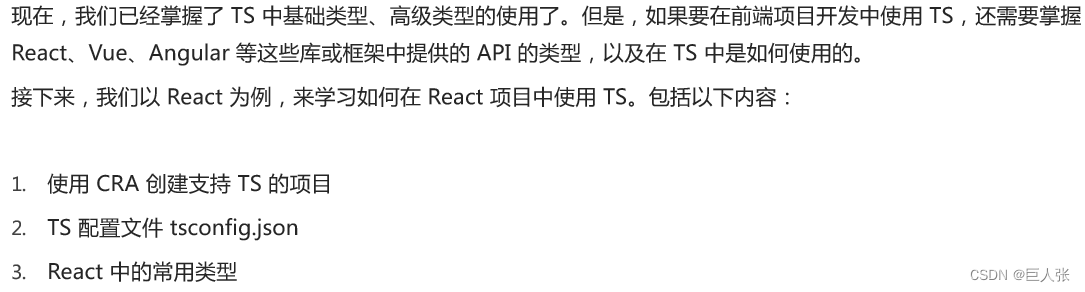 现在，我们已经掌握了 TS 中基础类型、高级类型的使用了。但是，如果要在前端项目开发中使用 TS，还需要掌握
React、Vue、Angular 等这些库或框架中提供的 API 的类型，以及在 TS 中是如何使用的。
接下来，我们以 React 为例，来学习如何在 React 项目中使用 TS。包括以下内容：
1. 使用 CRA 创建支持 TS 的项目
2. TS 配置文件 tsconfig.json
3. React 中的常用类型
CSDN @巨人张